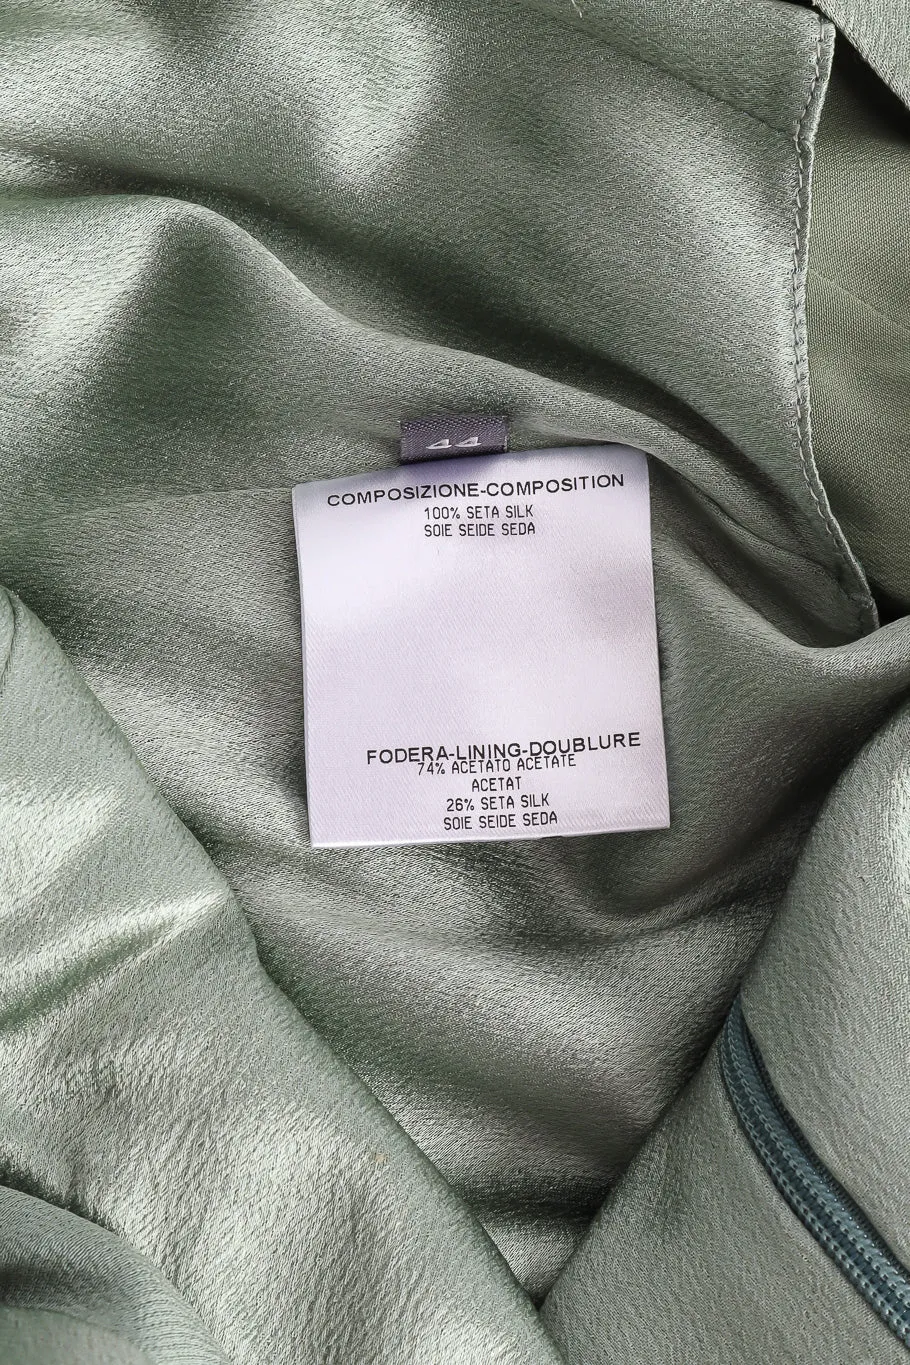 44
COMPOSIZIONE-COMPOSITION
100% SETA SILK
SOIE SEIDE SEDA
FODERA-LINING-DOUBLURE
74% ACETATO ACETATE
ACETAT
26% SETA SILK
SOIE SEIDE SEDA